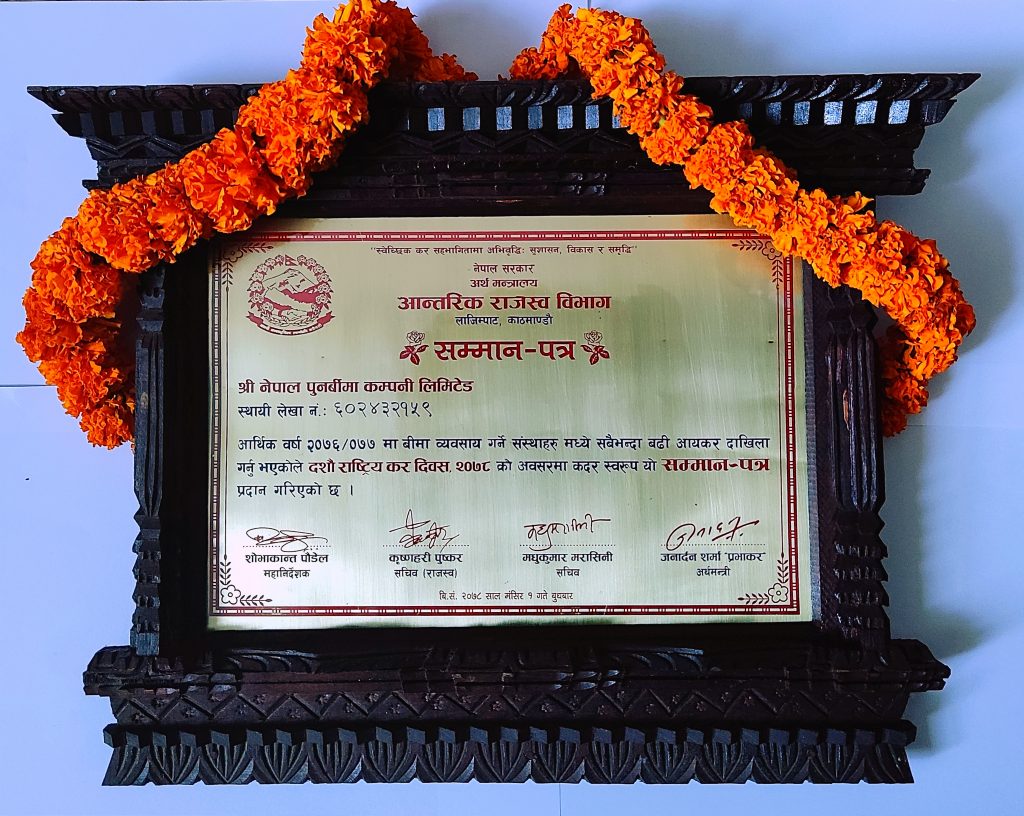 "स्वेच्छिक कर सहभागितामा अभिवृद्धिः सुशासन, विकास र समृद्धि"
नेपाल सरकार
अर्थ मन्त्रालय
आन्तरिक राजस्व विभाग
लाजिम्पाट, काठमाण्डौ
सम्मान-पत्र
श्री नेपाल पुनर्बीमा कम्पनी लिमिटेड
स्थायी लेखा नं.: ६०२४३२१५९
आर्थिक वर्ष २०७६/०७७ मा बीमा व्यवसाय गर्ने संस्थाहरु मध्ये सबैभन्दा बढी आयकर दाखिला
गर्नु भएकोले दशौ राष्ट्रिय कर दिवस, २०७८ को अवसरमा कदर स्वरूप यो सम्मान-पत्र
प्रदान गरिएको छ ।
शोभाकान्त पौडेल
महानिर्देशक
कृष्णहरी पुष्कर
सचिव (राजस्व)
मधुकुमार मरासिनी
सचिव
जनार्दन शर्मा "प्रभाकर"
अर्थमन्त्री
बि.सं. २०७८ साल मंसिर १ गते बुधबार